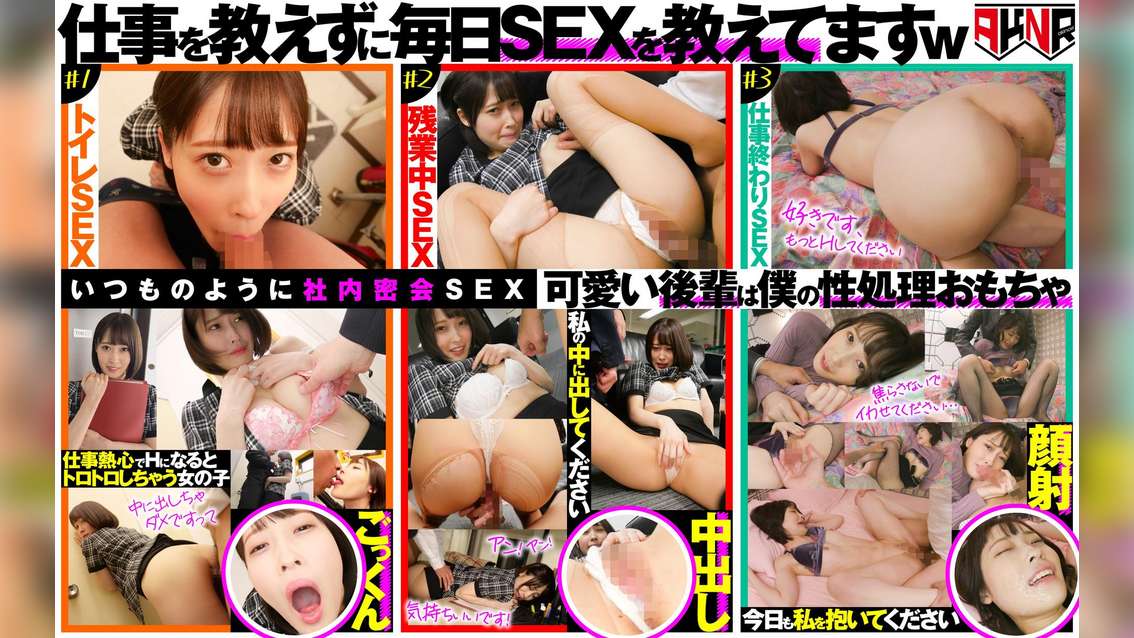 仕事を教えずに毎日SEXを教えてますw
AKNR
#1
トイレSEX
#2
残業中SEX
#3
仕事終わりSEX
好きです、
もっとHしてください
いつものように社内密会SEX
可愛い後輩は僕の性処理おもちゃ
仕事熱心でHになると
トロトロしちゃう女の子
中に出しちゃ
ダメですって
ごっくん
私の中に出してください
アン!アン!
気持ちいいです!
中出し
焦らさないで
イカせてください…
顔射
今日も私を抱いてください